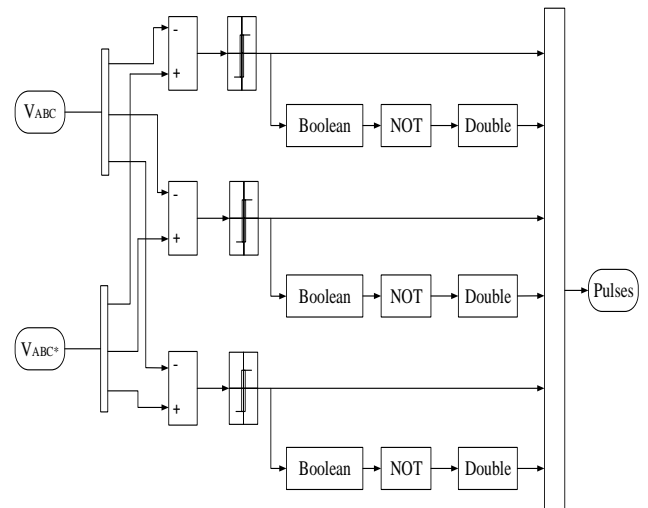 -
+
VABC
Boolean NOT Double
-
+
Boolean NOT Double
Pulses
VABC*
-
+
Boolean NOT Double